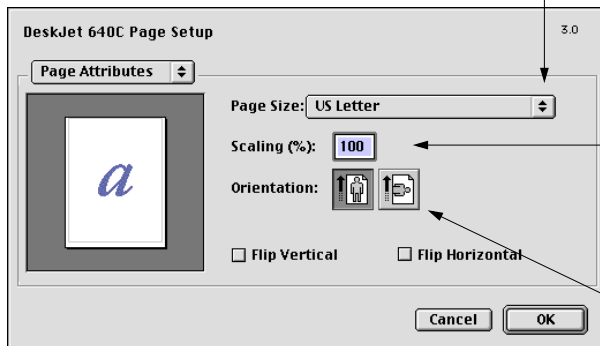 DeskJet 640C Page Setup 3.0
Page Attributes
Page Size: US Letter
Scaling (%): 100
Orientation:
a
Flip Vertical Flip Horizontal
Cancel OK